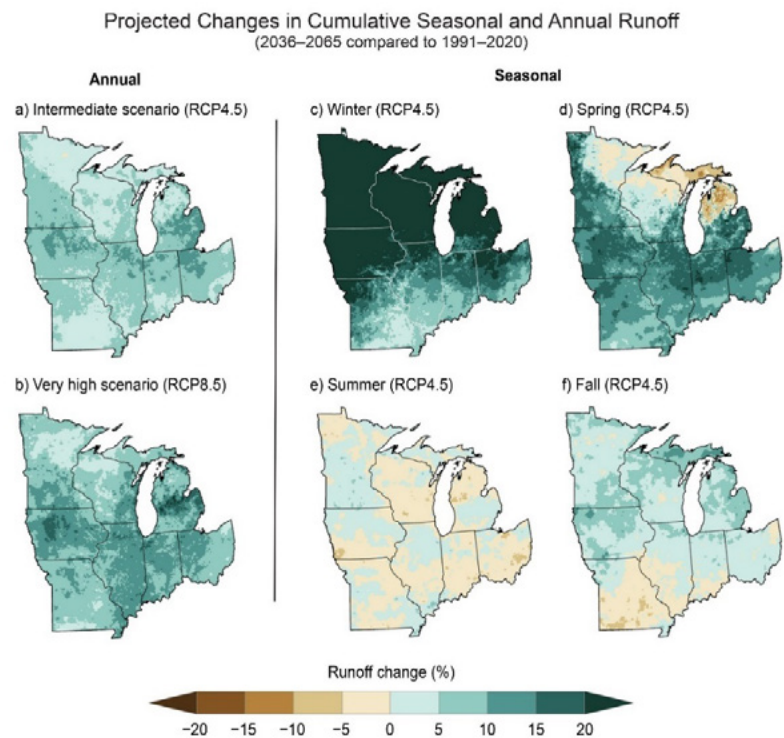 Projected Changes in Cumulative Seasonal and Annual Runoff
(2036–2065 compared to 1991–2020)
Annual
Seasonal
a) Intermediate scenario (RCP4.5)
c) Winter (RCP4.5)
d) Spring (RCP4.5)
b) Very high scenario (RCP8.5)
e) Summer (RCP4.5)
f) Fall (RCP4.5)
Runoff change (%)
−20 −15 −10 −5 0 5 10 15 20